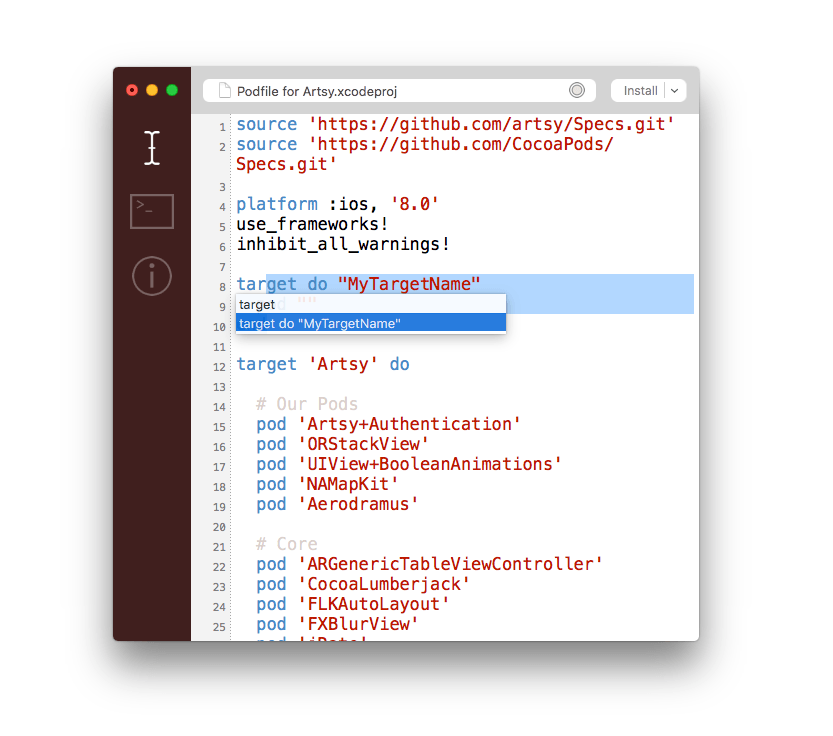 Podfile for Artsy.xcodeproj
Install
1 source 'https://github.com/artsy/Specs.git'
2 source 'https://github.com/CocoaPods/
Specs.git'
3
4 platform :ios, '8.0'
5 use_frameworks!
6 inhibit_all_warnings!
7
8 target do "MyTargetName"
9 ""
target
10
target do "MyTargetName"
11
12 target 'Artsy' do
13
14 # Our Pods
15 pod 'Artsy+Authentication'
16 pod 'ORStackView'
17 pod 'UIView+BooleanAnimations'
18 pod 'NAMapKit'
19 pod 'Aerodramus'
20
21 # Core
22 pod 'ARGenericTableViewController'
23 pod 'CocoaLumberjack'
24 pod 'FLKAutoLayout'
25 pod 'FXBlurView'
>_